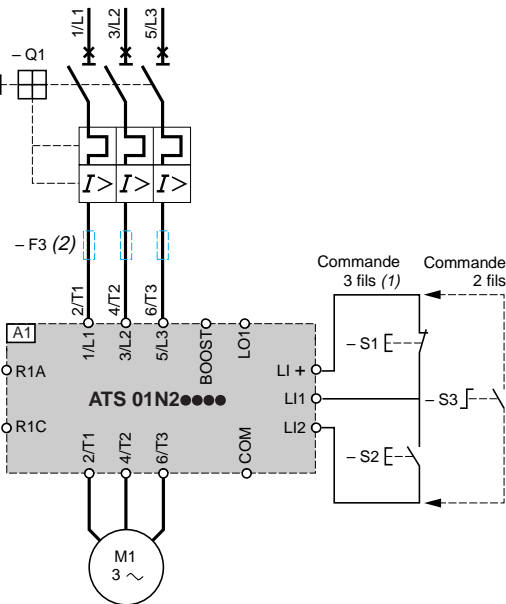 1/L1
3/L2
5/L3
– Q1
I>
I>
I>
– F3 (2)
2/T1
4/T2
6/T3
Commande
3 fils (1)
Commande
2 fils
A1
1/L1
3/L2
5/L3
BOOST
LO1
R1A
R1C
ATS 01N2●●●●
LI +
LI1
LI2
– S1
– S3
– S2
2/T1
4/T2
6/T3
COM
M1
3 ~